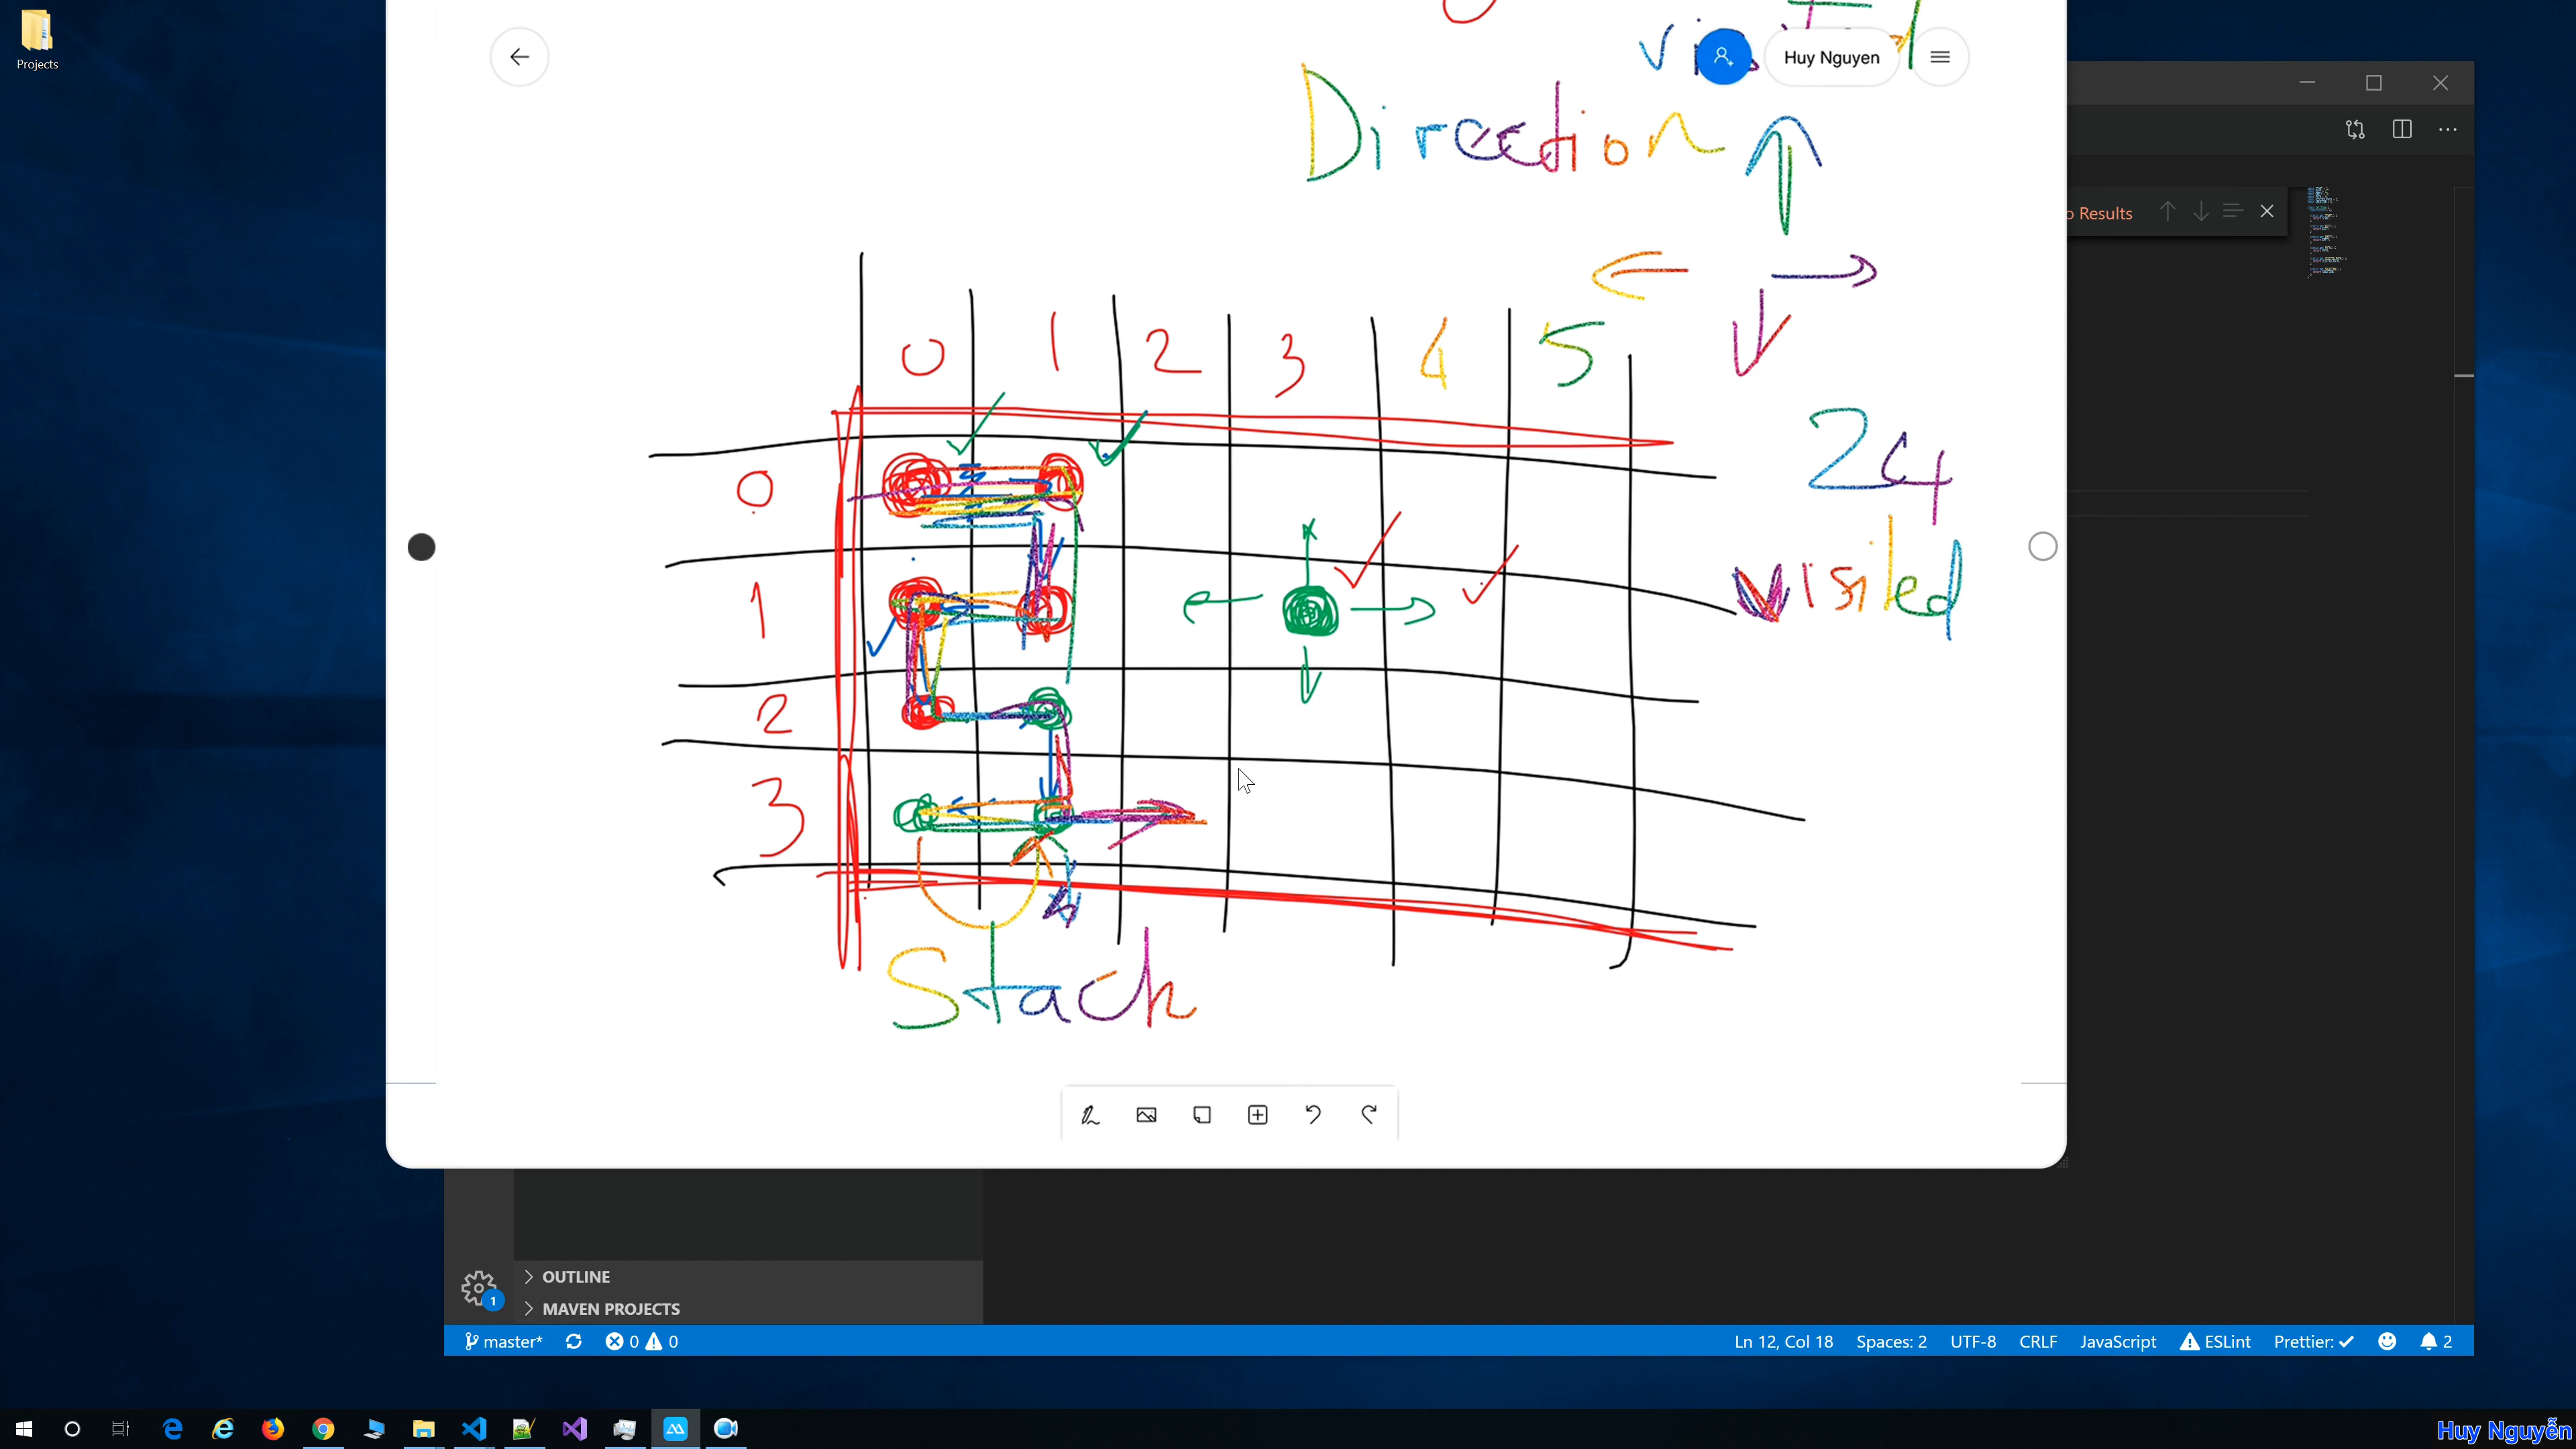 Projects
Huy Nguyen
Direction
Results
0 1 2 3 4 5
24
0
visited
1
2
3
Stack
OUTLINE
MAVEN PROJECTS
1
master* 0 0 Ln 12, Col 18 Spaces: 2 UTF-8 CRLF JavaScript ESLint Prettier: 2
Huy Nguyễn